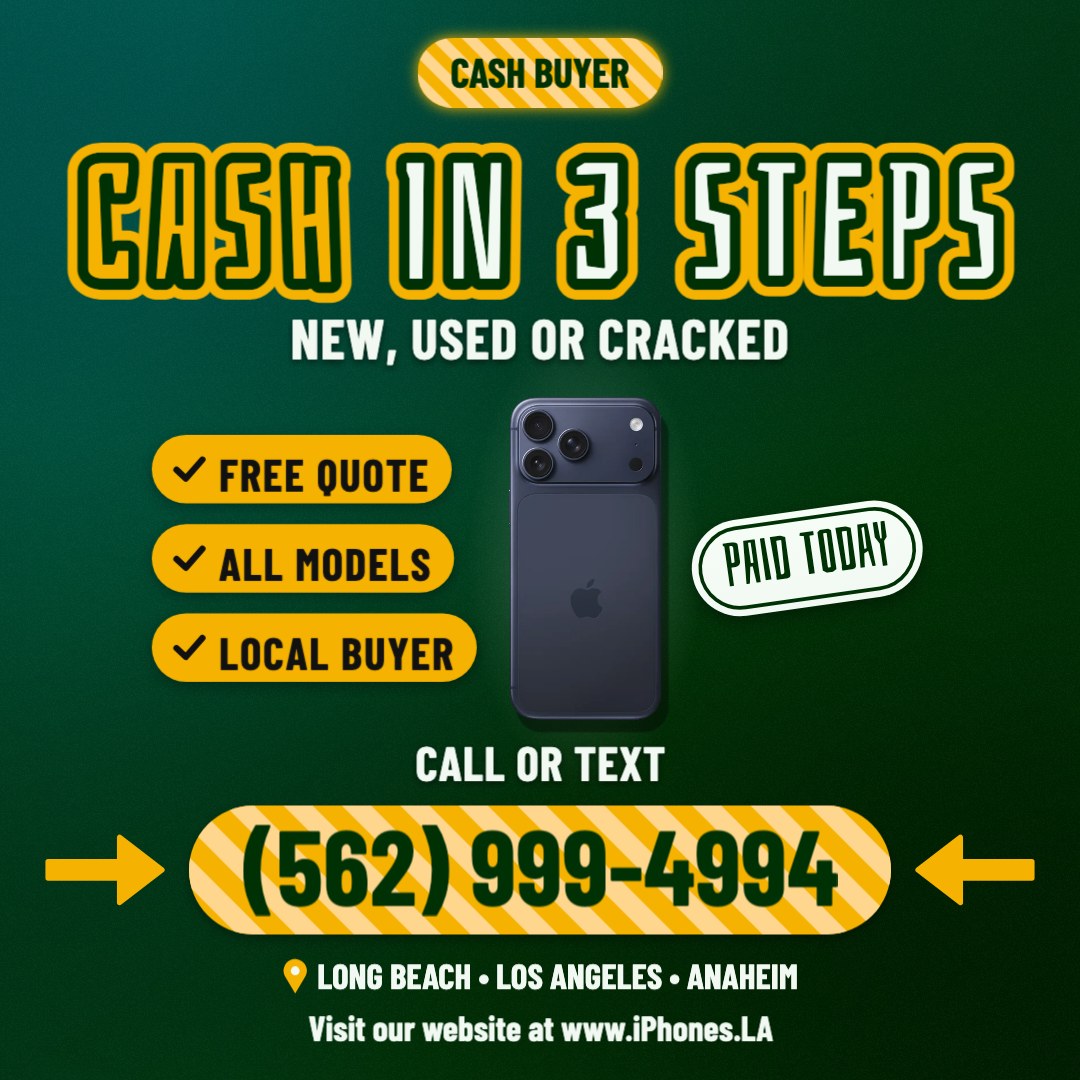 CASH BUYER
CASH IN 3 STEPS
NEW, USED OR CRACKED
FREE QUOTE
ALL MODELS
LOCAL BUYER
PAID TODAY
CALL OR TEXT
(562) 999-4994
LONG BEACH • LOS ANGELES • ANAHEIM
Visit our website at www.iPhones.LA